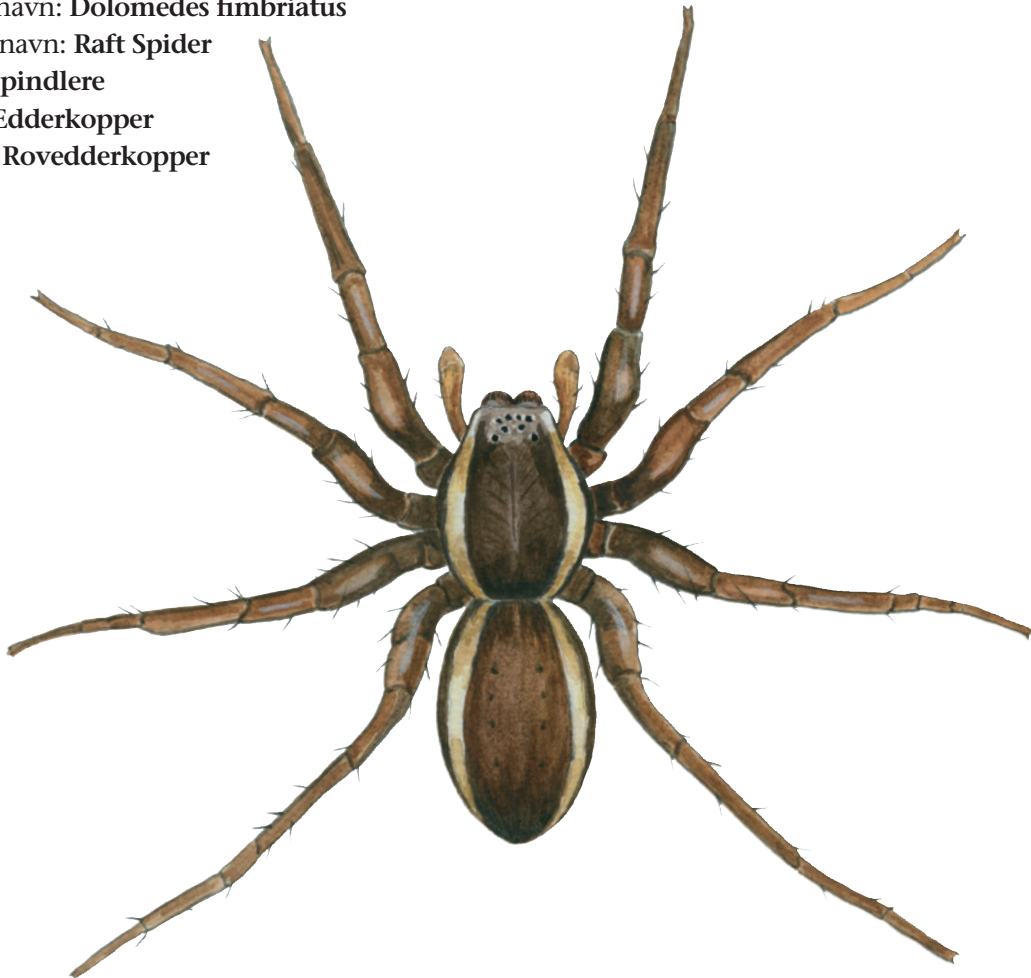 navn: Dolomedes fimbriatus
navn: Raft Spider
pindlere
Edderkopper
Rovedderkopper